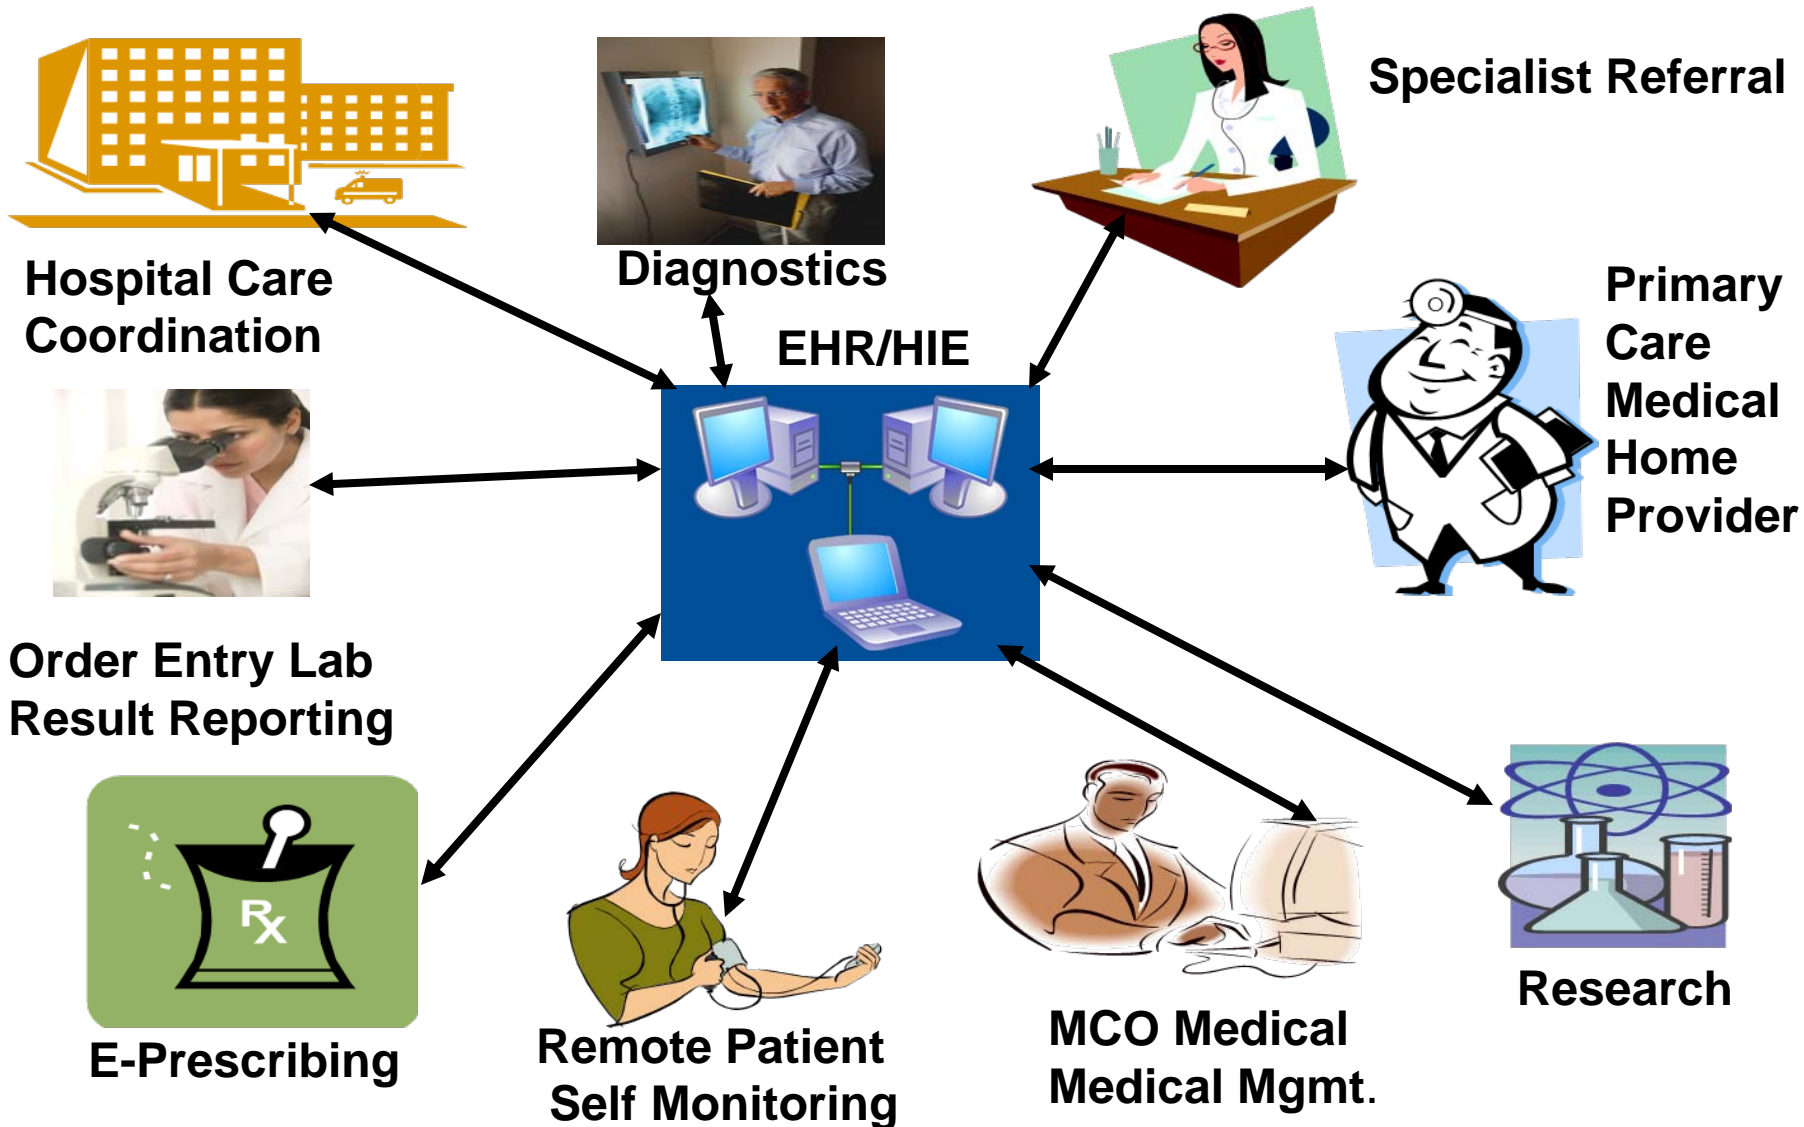 Specialist Referral
Diagnostics
Hospital Care
Coordination
EHR/HIE
Primary
Care
Medical
Home
Provider
Order Entry Lab
Result Reporting
Rx
E-Prescribing
Remote Patient
Self Monitoring
MCO Medical
Medical Mgmt.
Research